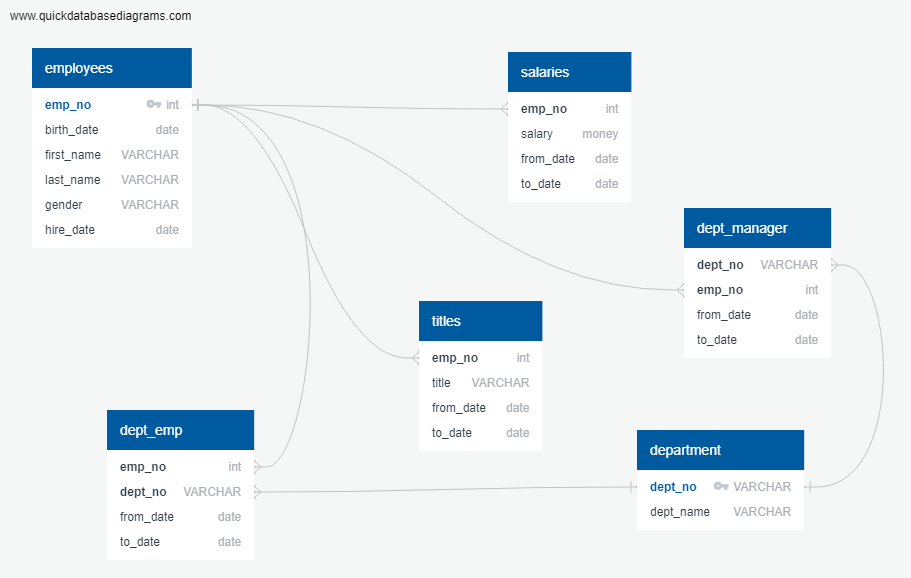 www.quickdatabasediagrams.com
employees
emp_no int
birth_date date
first_name VARCHAR
last_name VARCHAR
gender VARCHAR
hire_date date
salaries
emp_no int
salary money
from_date date
to_date date
dept_manager
dept_no VARCHAR
emp_no int
from_date date
to_date date
titles
emp_no int
title VARCHAR
from_date date
to_date date
dept_emp
emp_no int
dept_no VARCHAR
from_date date
to_date date
department
dept_no VARCHAR
dept_name VARCHAR